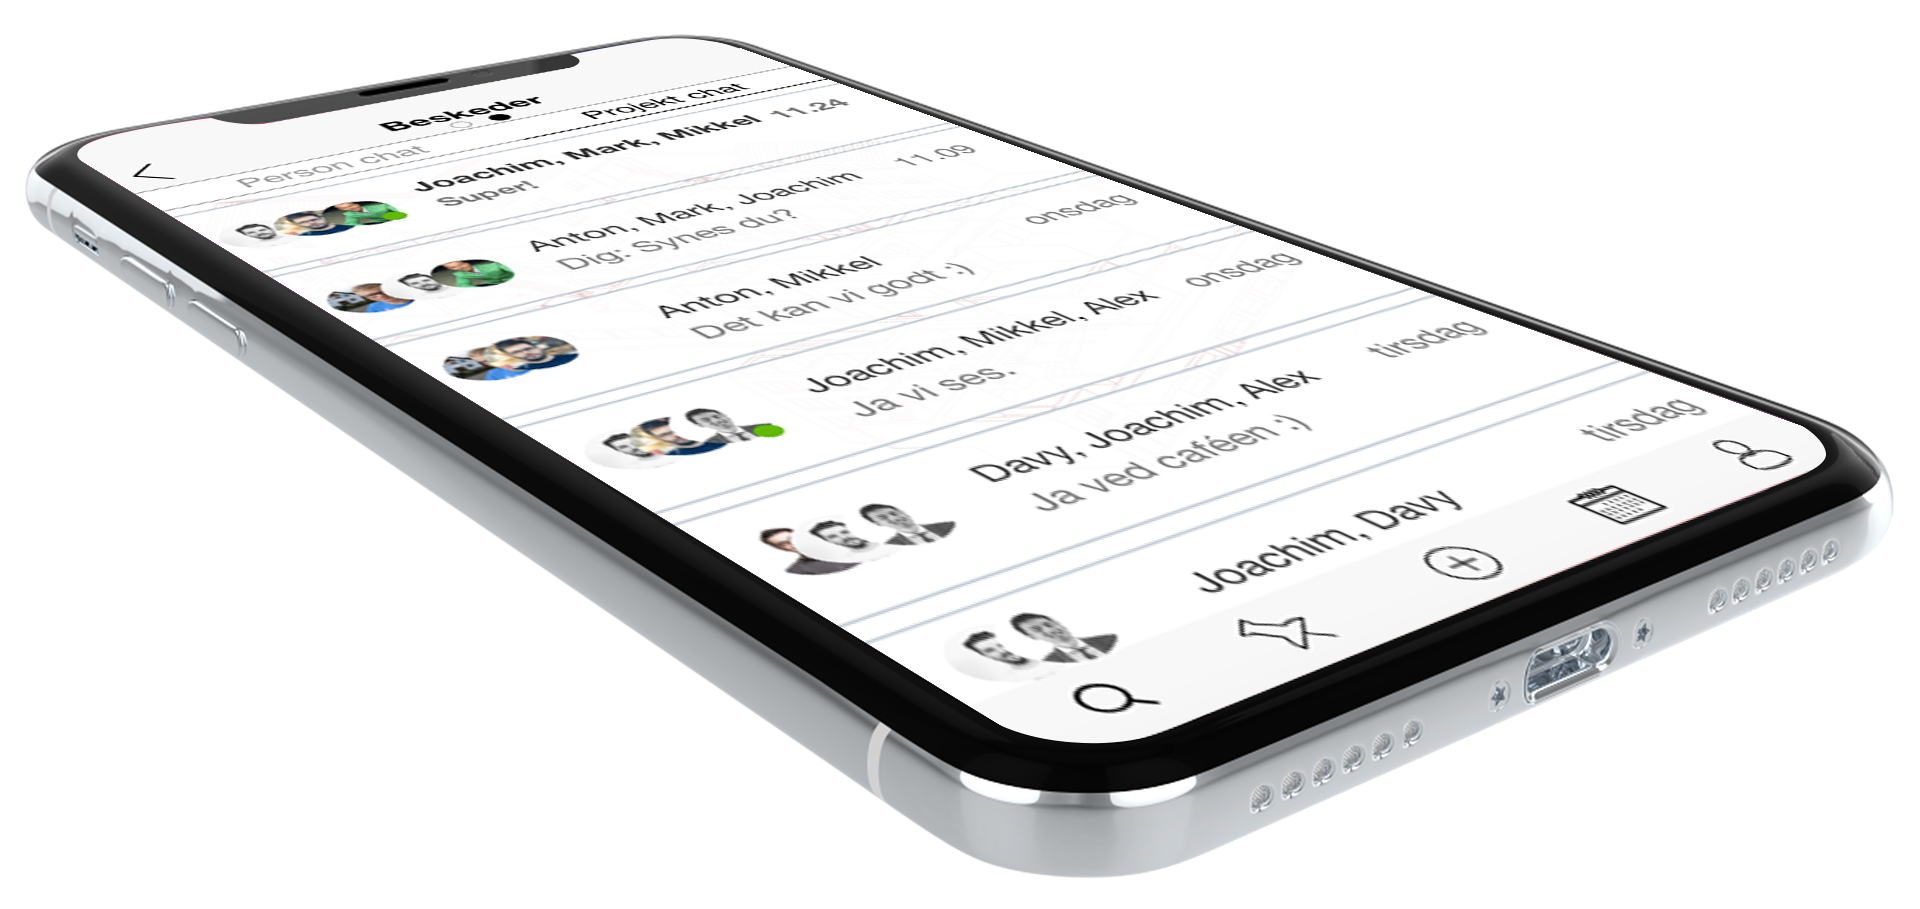 Beskeder
Person chat
Projekt chat
Joachim, Mark, Mikkel 11.24
Super!
Anton, Mark, Joachim 11.09
Dig: Synes du?
Anton, Mikkel onsdag
Det kan vi godt :)
Joachim, Mikkel, Alex onsdag
Ja vi ses.
Davy, Joachim, Alex tirsdag
Ja ved caféen :)
Joachim, Davy tirsdag